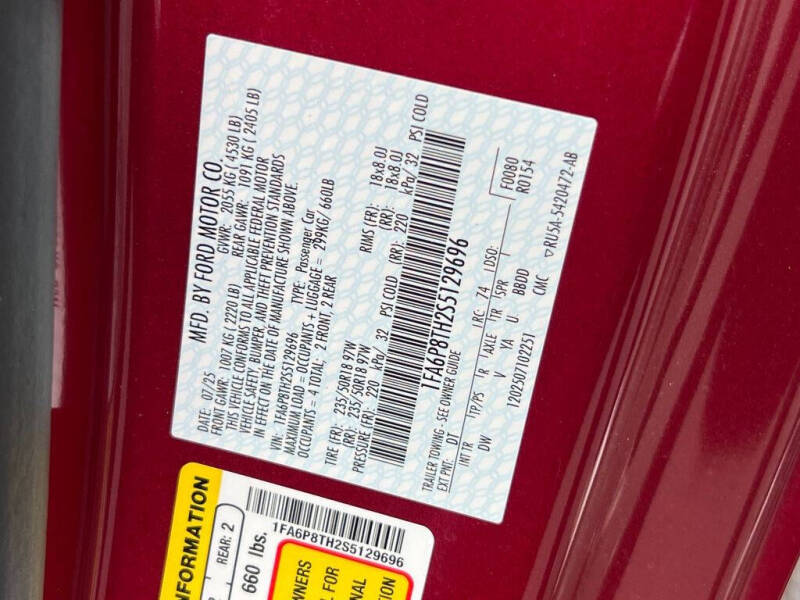 MFD. BY FORD MOTOR CO.
DATE: 07/25 GVWR: 2055 KG ( 4530 LB)
FRONT GAWR: 1007 KG ( 2220 LB) REAR GAWR: 1091 KG ( 2405 LB)
THIS VEHICLE CONFORMS TO ALL APPLICABLE FEDERAL MOTOR
VEHICLE SAFETY, BUMPER, AND THEFT PREVENTION STANDARDS
IN EFFECT ON THE DATE OF MANUFACTURE SHOWN ABOVE.
VIN: 1FA6P8TH2S5129696 TYPE: Passenger Car
MAXIMUM LOAD = OCCUPANTS + LUGGAGE = 299KG/ 660LB
OCCUPANTS = 4 TOTAL; 2 FRONT, 2 REAR
TIRE (FR): 235/50R18 97W RIMS (FR): 18x8.0J
(RR): 235/50R18 97W (RR): 18x8.0J
PRESSURE (FR): 220 kPa/ 32 PSI COLD (RR): 220 kPa/ 32 PSI COLD
1FA6P8TH2S5129696
TRAILER TOWING - SEE OWNER GUIDE
EXT PNT: DT LRC: 74 LDSO: F0080
R0154
INT TR TP/PS R AXLE TR SPR
DW V VA U BBDD
1202507102251 CMC ▽RU5A-5420472-AB
INFORMATION
REAR: 2
660 lbs.
1FA6P8TH2S5129696